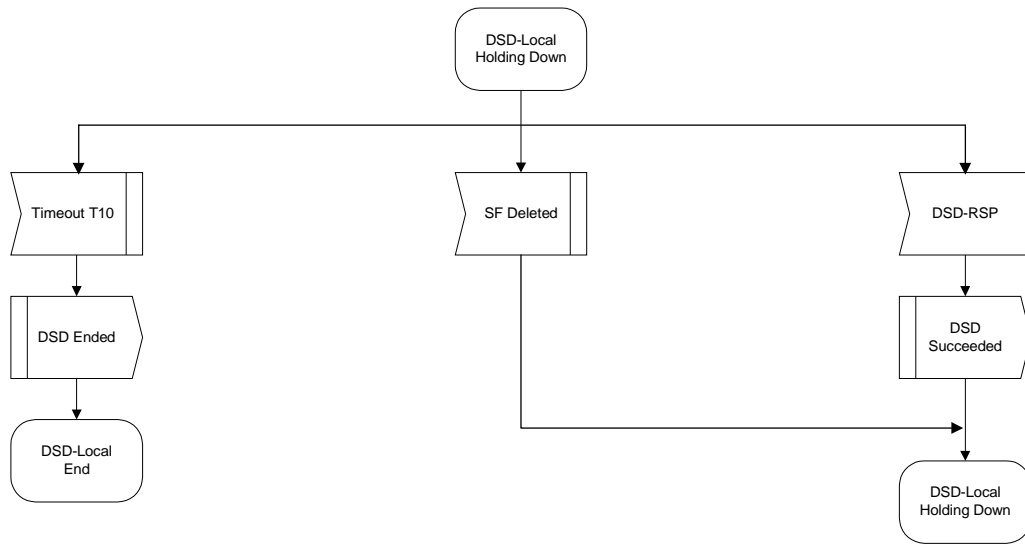 DSD-Local
Holding Down
Timeout T10
SF Deleted
DSD-RSP
DSD Ended
DSD
Succeeded
DSD-Local
End
DSD-Local
Holding Down